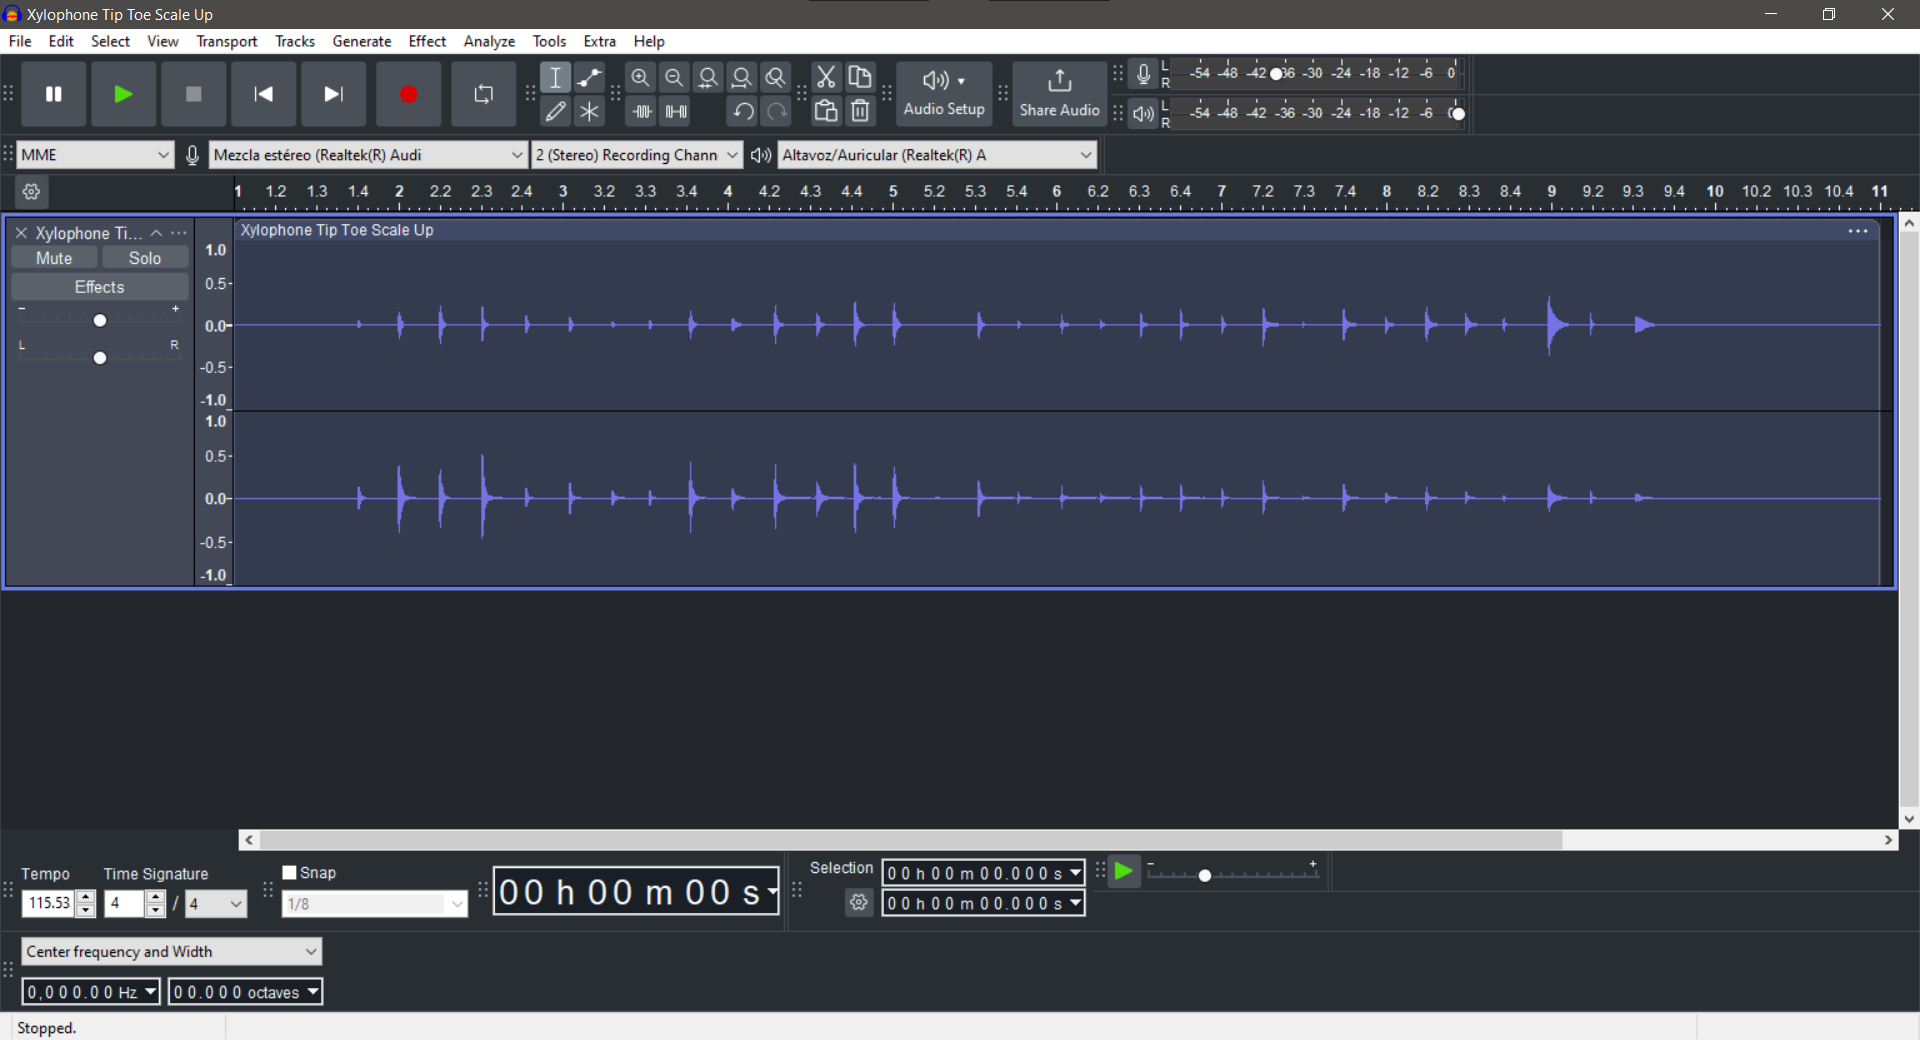 Xylophone Tip Toe Scale Up
File Edit Select View Transport Tracks Generate Effect Analyze Tools Extra Help
Audio Setup
Share Audio
L R -54 -48 -42 -36 -30 -24 -18 -12 -6 0
L R -54 -48 -42 -36 -30 -24 -18 -12 -6 0
MME Mezcla estéreo (Realtek(R) Audi 2 (Stereo) Recording Chann Altavoz/Auricular (Realtek(R) A
1 1.2 1.3 1.4 2 2.2 2.3 2.4 3 3.2 3.3 3.4 4 4.2 4.3 4.4 5 5.2 5.3 5.4 6 6.2 6.3 6.4 7 7.2 7.3 7.4 8 8.2 8.3 8.4 9 9.2 9.3 9.4 10 10.2 10.3 10.4 11
Xylophone Ti... ...
Mute Solo
Effects
- +
L R
Xylophone Tip Toe Scale Up ...
1.0
0.5-
0.0-
-0.5-
-1.0
1.0
0.5-
0.0-
-0.5-
-1.0
Tempo Time Signature
115.53 4 / 4
Snap
1/8
00 h 00 m 00 s
Selection
00 h 00 m 00.000 s
00 h 00 m 00.000 s
- +
Center frequency and Width
0,000.00 Hz 00.000 octaves
Stopped.